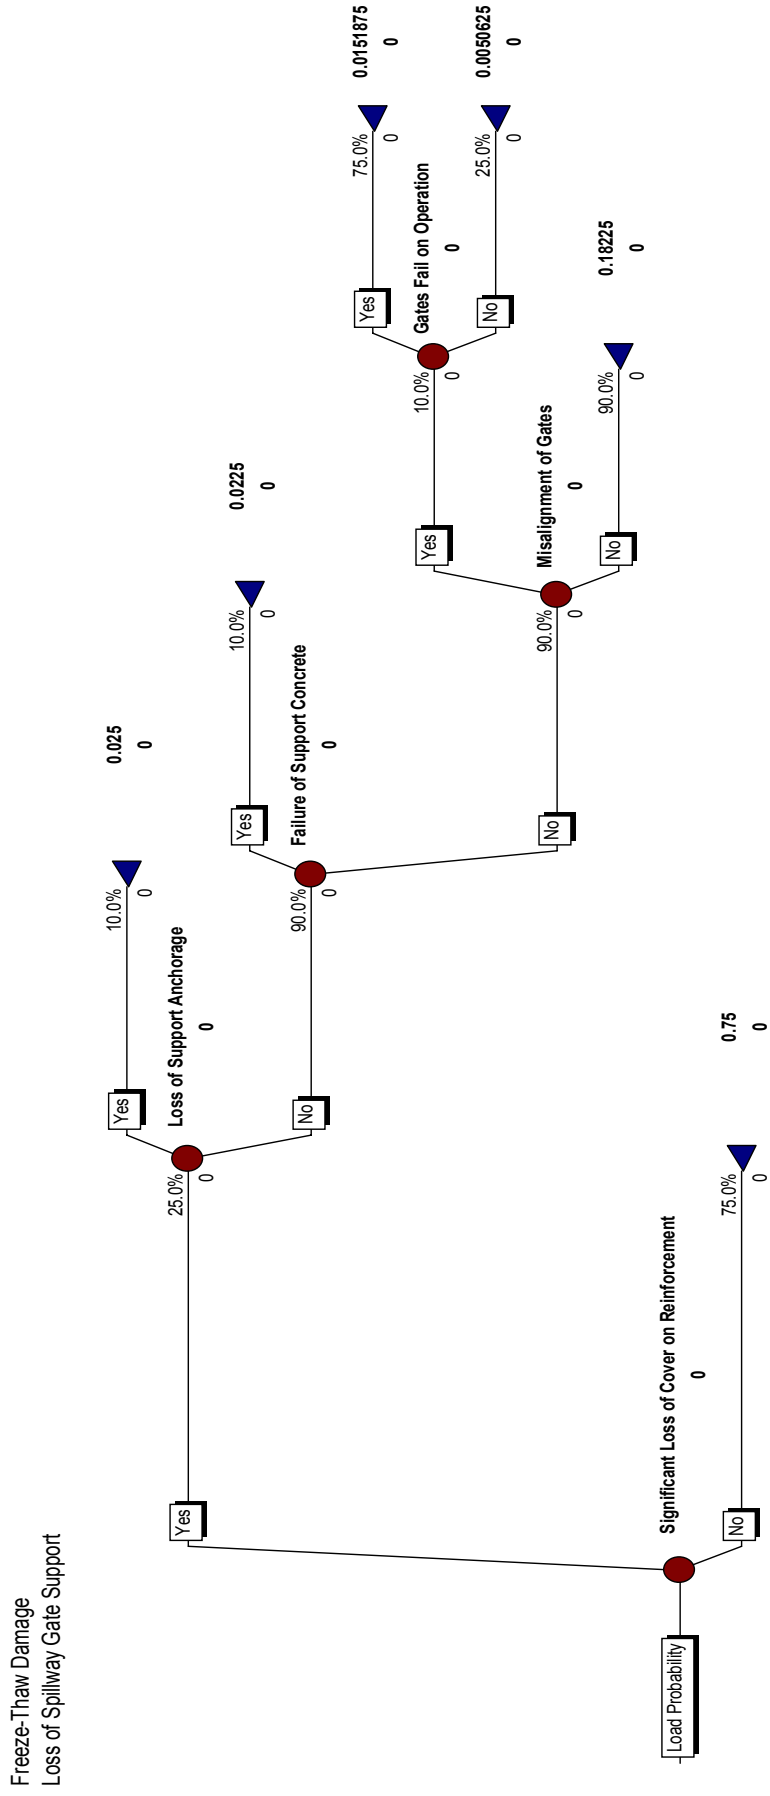 Freeze-Thaw Damage
Loss of Spillway Gate Support
Yes 10.0% 0.025
0 0
Yes 25.0% Loss of Support Anchorage
0 0
Yes 10.0% 0.0225
0 0
No 90.0% Failure of Support Concrete
0 0
Yes 75.0% 0.0151875
0 0
Yes 10.0% Gates Fail on Operation
0 0
No 25.0% 0.0050625
0 0
No 90.0% Misalignment of Gates
0 0
No 90.0% 0.18225
0 0
Load Probability Significant Loss of Cover on Reinforcement
0
No 75.0% 0.75
0 0